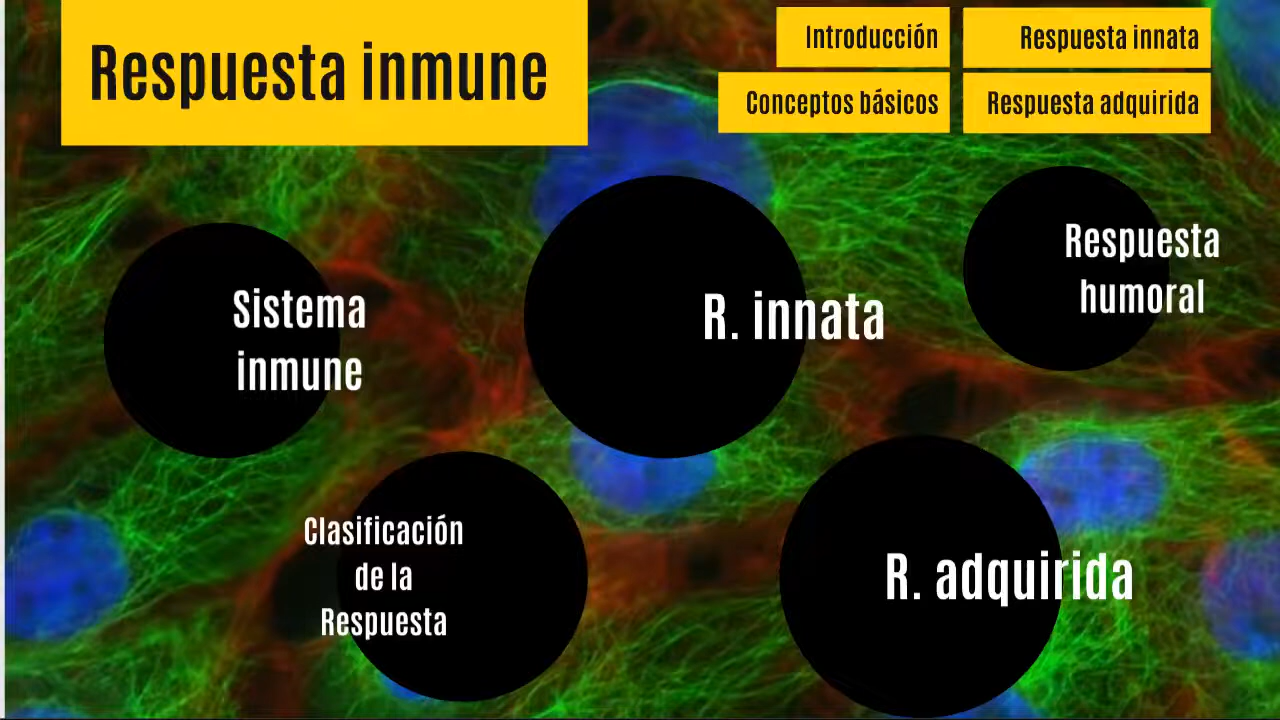 Respuesta inmune
Introducción
Respuesta innata
Conceptos básicos
Respuesta adquirida
Sistema
inmune
R. innata
Respuesta
humoral
Clasificación
de la
Respuesta
R. adquirida